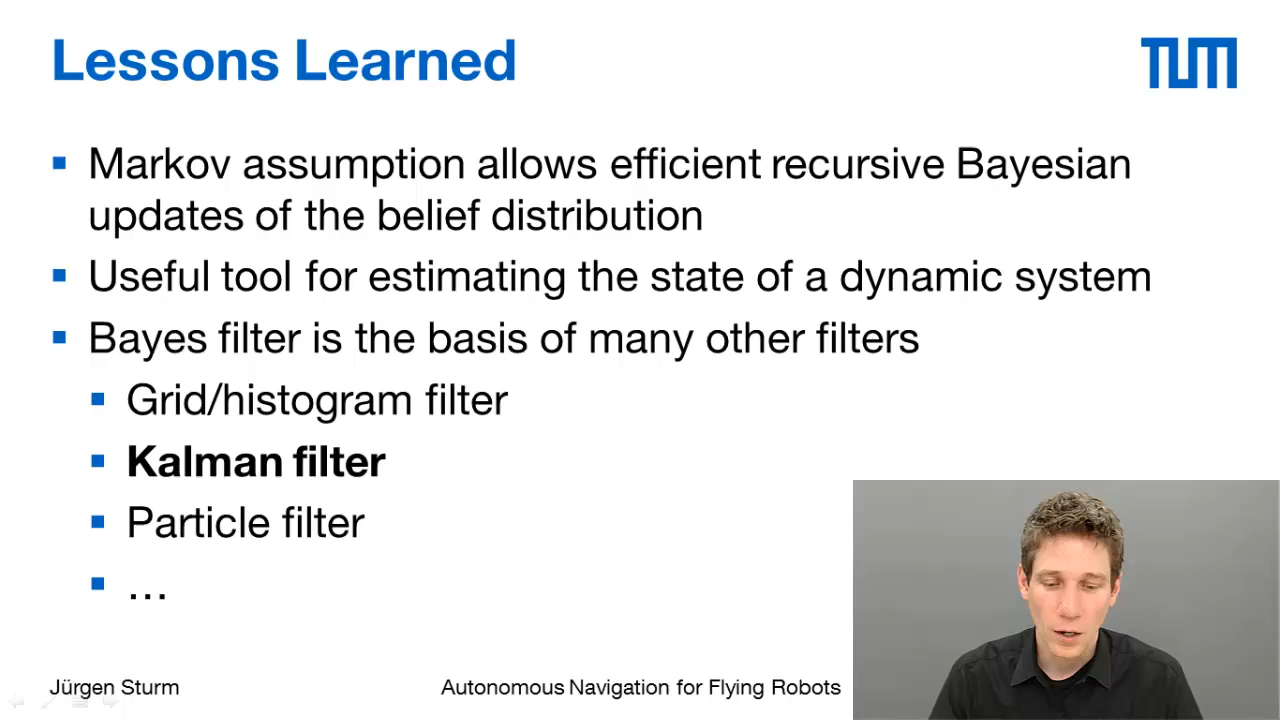 Lessons Learned
TUM
Markov assumption allows efficient recursive Bayesian
updates of the belief distribution
Useful tool for estimating the state of a dynamic system
Bayes filter is the basis of many other filters
Grid/histogram filter
Kalman filter
Particle filter
...
Jürgen Sturm
Autonomous Navigation for Flying Robots